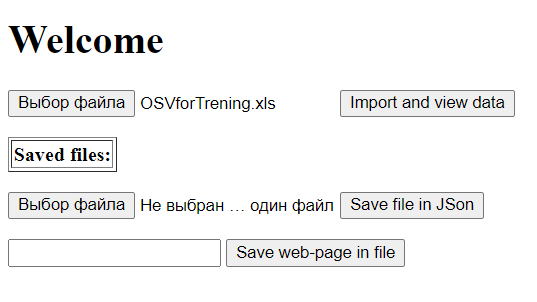 Welcome
Выбор файла OSVforTrening.xls Import and view data
Saved files:
Выбор файла Не выбран … один файл Save file in JSon
Save web-page in file